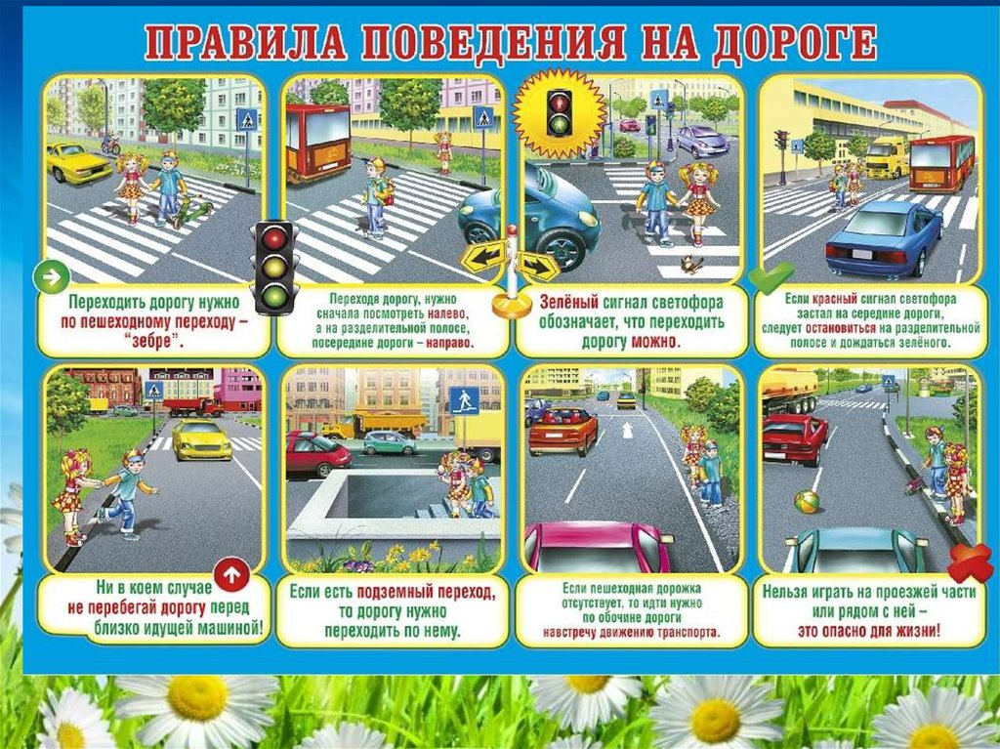 ПРАВИЛА ПОВЕДЕНИЯ НА ДОРОГЕ
Переходить дорогу нужно
по пешеходному переходу –
“зебре”.
Переходя дорогу, нужно
сначала посмотреть налево,
а на разделительной полосе,
посередине дороги – направо.
Зелёный сигнал светофора
обозначает, что переходить
дорогу можно.
Если красный сигнал светофора
застал на середине дороги,
следует остановиться на разделительной
полосе и дождаться зелёного.
Ни в коем случае
не перебегай дорогу перед
близко идущей машиной!
Если есть подземный переход,
то дорогу нужно
переходить по нему.
Если пешеходная дорожка
отсутствует, то идти нужно
по обочине дороги
навстречу движению транспорта.
Нельзя играть на проезжей части
или рядом с ней –
это опасно для жизни!